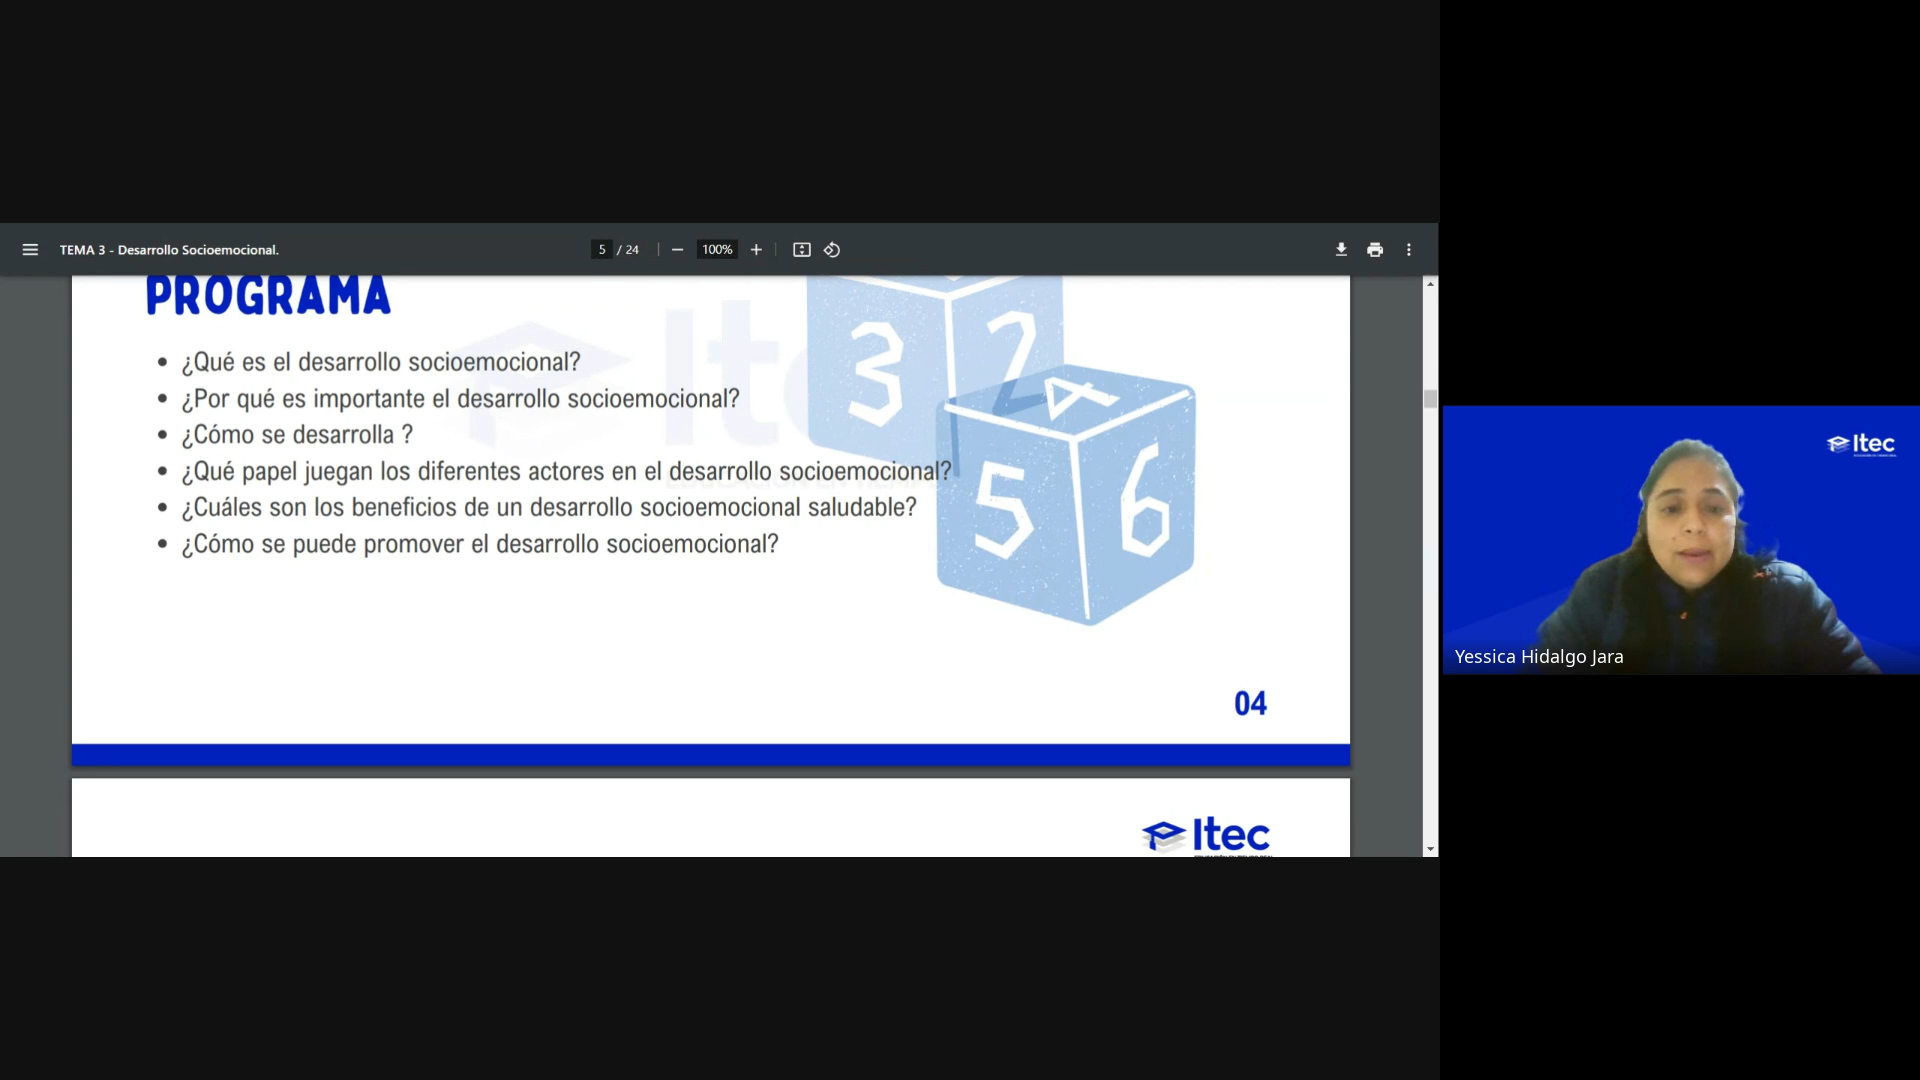 TEMA 3 - Desarrollo Socioemocional.
5 / 24
100%
PROGRAMA
• ¿Qué es el desarrollo socioemocional?
• ¿Por qué es importante el desarrollo socioemocional?
• ¿Cómo se desarrolla ?
• ¿Qué papel juegan los diferentes actores en el desarrollo socioemocional?
• ¿Cuáles son los beneficios de un desarrollo socioemocional saludable?
• ¿Cómo se puede promover el desarrollo socioemocional?
3 2
4
5 6
04
Itec
Itec
Yessica Hidalgo Jara